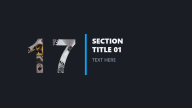 17
SECTION
TITLE 01
TEXT HERE